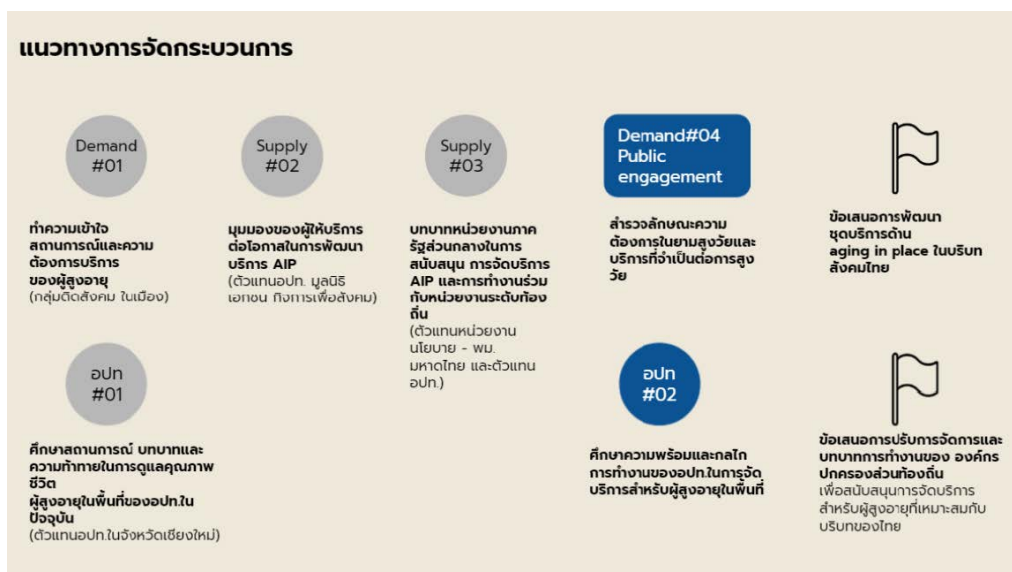 แนวทางการจัดกระบวนการ
Demand
#01
ทำความเข้าใจ
สถานการณ์และความ
ต้องการบริการ
ของผู้สูงอายุ
(กลุ่มติดสังคม ในเมือง)
Supply
#02
มุมมองของผู้ให้บริการ
ต่อโอกาสในการพัฒนา
บริการ AIP
(ตัวแทนอปท. มูลนิธิ
เอกชน กิจการเพื่อสังคม)
Supply
#03
บทบาทหน่วยงานภาค
รัฐส่วนกลางในการ
สนับสนุน การจัดบริการ
AIP และการทำงานร่วม
กับหน่วยงานระดับท้อง
ถิ่น
(ตัวแทนหน่วยงาน
นโยบาย - พม.
มหาดไทย และตัวแทน
อปท.)
Demand#04
Public
engagement
สำรวจลักษณะความ
ต้องการในยามสูงวัยและ
บริการที่จำเป็นต่อการสูง
วัย
ข้อเสนอการพัฒนา
ชุดบริการด้าน
aging in place ในบริบท
สังคมไทย
อปท
#01
ศึกษาสถานการณ์ บทบาทและ
ความท้าทายในการดูแลคุณภาพ
ชีวิต
ผู้สูงอายุในพื้นที่ของอปท.ใน
ปัจจุบัน
(ตัวแทนอปท.ในจังหวัดเชียงใหม่)
อปท
#02
ศึกษาความพร้อมและกลไก
การทำงานของอปท.ในการจัด
บริการสำหรับผู้สูงอายุในพื้นที่
ข้อเสนอการปรับการจัดการและ
บทบาทการทำงานของ องค์กร
ปกครองส่วนท้องถิ่น
เพื่อสนับสนุนการจัดบริการ
สำหรับผู้สูงอายุที่เหมาะสมกับ
บริบทของไทย